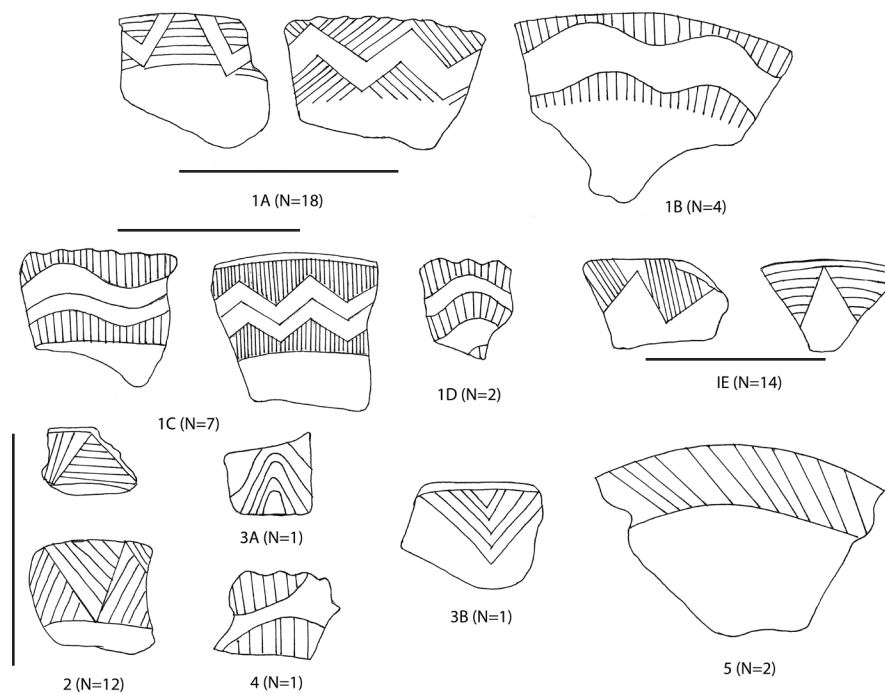 1A (N=18)
1B (N=4)
1C (N=7)
1D (N=2)
IE (N=14)
2 (N=12)
3A (N=1)
4 (N=1)
3B (N=1)
5 (N=2)